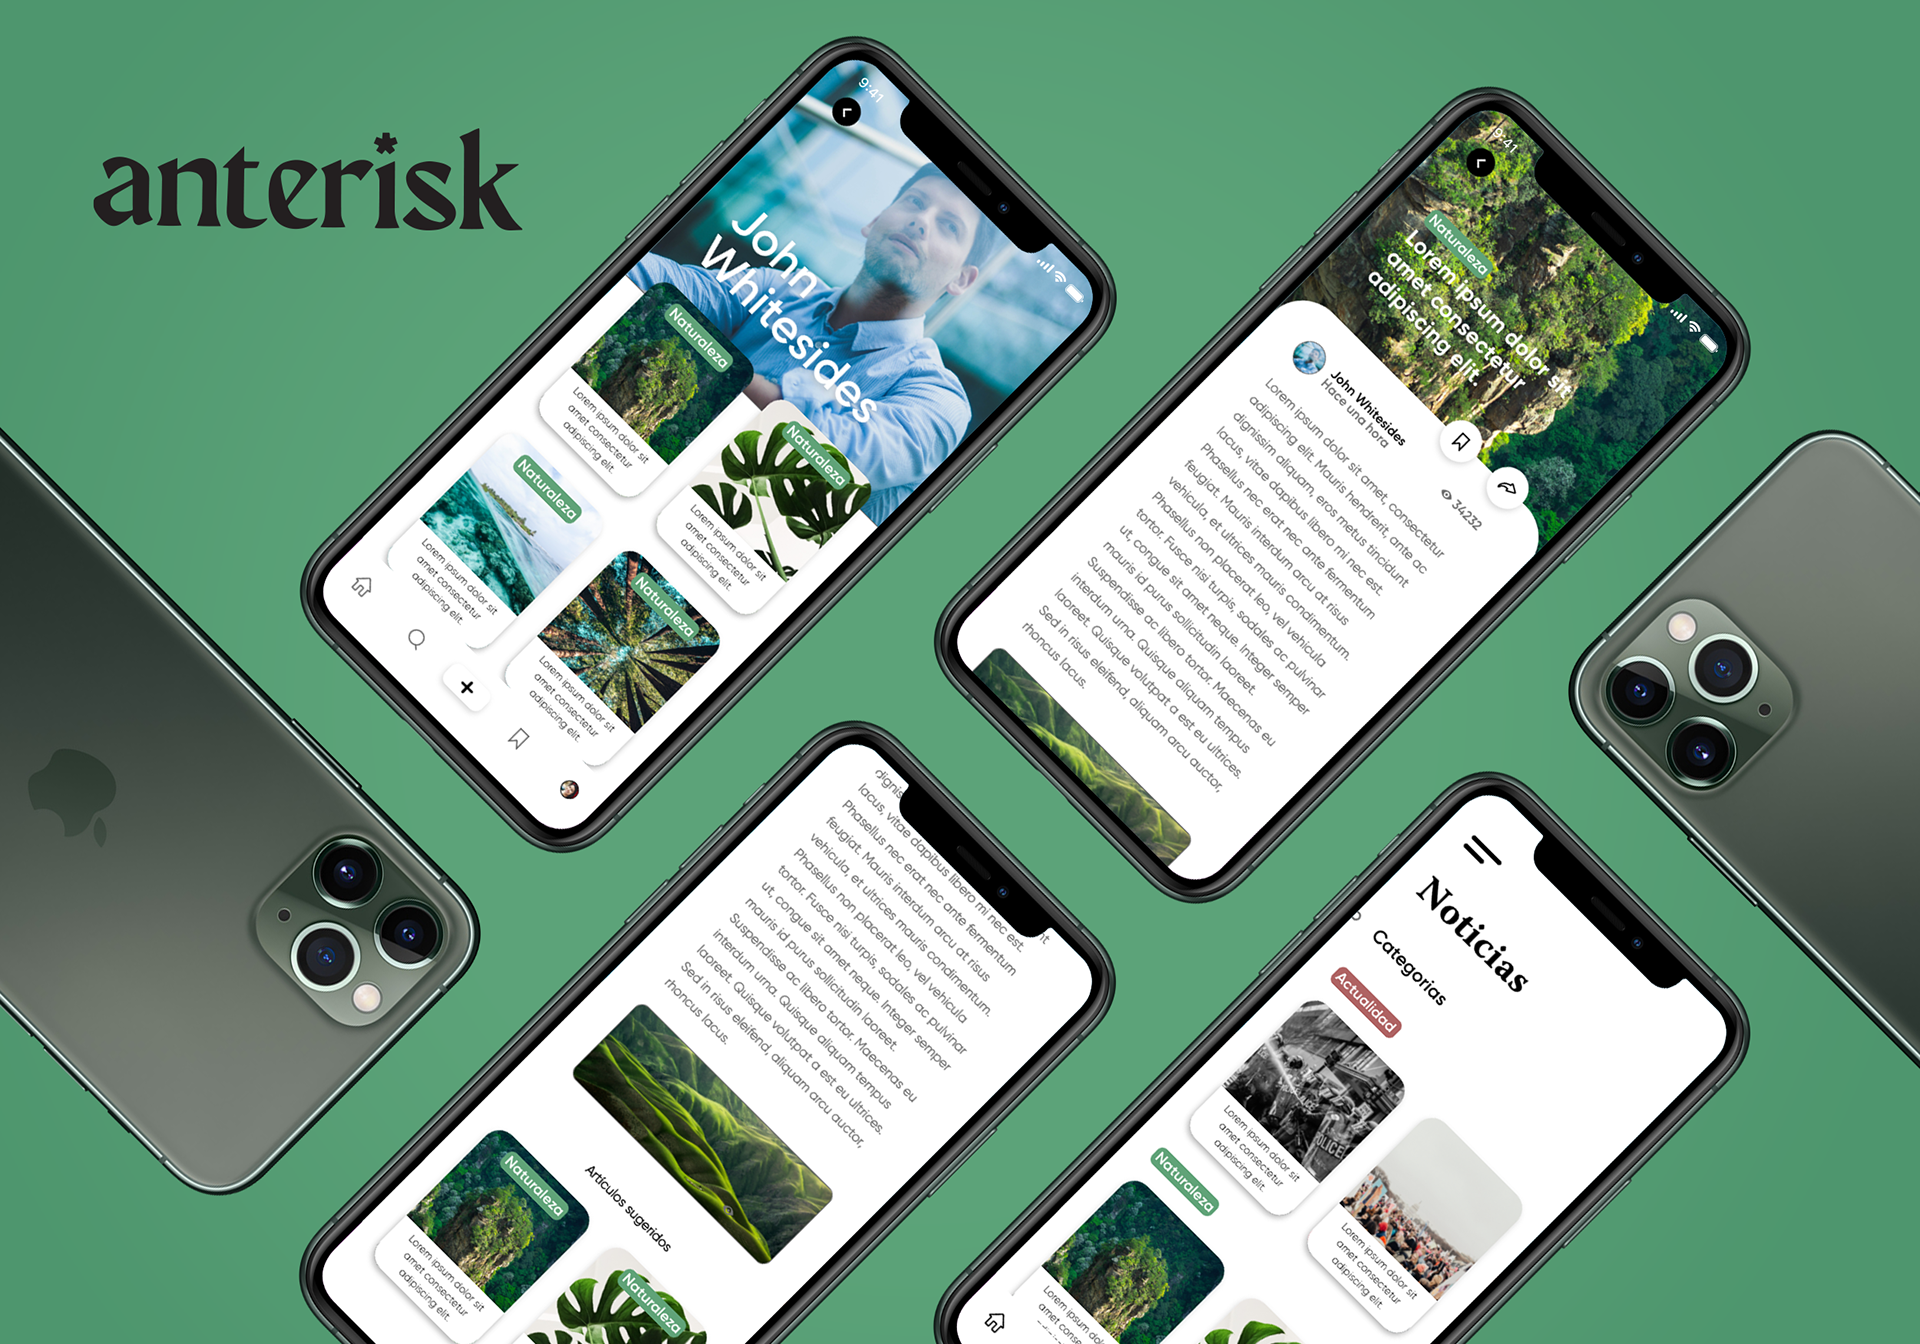 anterisk
9:41
John
Whitesides
Naturaleza
Lorem ipsum dolor sit
amet consectetur
adipiscing elit.
Naturaleza
Lorem ipsum dolor sit
amet consectetur
adipiscing elit.
Naturaleza
Lorem ipsum dolor sit
amet consectetur
adipiscing elit.
Naturaleza
Lorem ipsum dolor sit
amet consectetur
adipiscing elit.
9:41
Naturaleza
Lorem ipsum dolor sit
amet consectetur
adipiscing elit.
John Whitesides
Hace una hora
34232
Lorem ipsum dolor sit amet, consectetur
adipiscing elit. Mauris hendrerit, ante ac
dignissim aliquam, eros metus tincidunt
lacus, vitae dapibus libero mi nec est.
Phasellus nec erat nec ante fermentum
feugiat. Mauris interdum arcu at risus
vehicula, et ultrices mauris condimentum.
Phasellus non placerat leo, vel vehicula
tortor. Fusce nisi turpis, sodales ac pulvinar
ut, congue sit amet neque. Integer semper
mauris id purus sollicitudin laoreet.
Suspendisse ac libero tortor. Maecenas eu
interdum urna. Quisque aliquam tempus
laoreet. Quisque volutpat a est eu ultrices.
Sed in risus eleifend, aliquam arcu auctor,
rhoncus lacus.
lacus, vitae dapibus libero mi nec est.
Phasellus nec erat nec ante fermentum
feugiat. Mauris interdum arcu at risus
vehicula, et ultrices mauris condimentum.
Phasellus non placerat leo, vel vehicula
tortor. Fusce nisi turpis, sodales ac pulvinar
ut, congue sit amet neque. Integer semper
mauris id purus sollicitudin laoreet.
Suspendisse ac libero tortor. Maecenas eu
interdum urna. Quisque aliquam tempus
laoreet. Quisque volutpat a est eu ultrices.
Sed in risus eleifend, aliquam arcu auctor,
rhoncus lacus.
Artículos sugeridos
Naturaleza
Lorem ipsum dolor sit
amet consectetur
adipiscing elit.
Naturaleza
Noticias
Categorias
Actualidad
POLICE
Lorem ipsum dolor sit
amet consectetur
adipiscing elit.
Lorem ipsum dolor sit
amet consectetur
adipiscing elit.
Naturaleza
Lorem ipsum dolor sit
amet consectetur